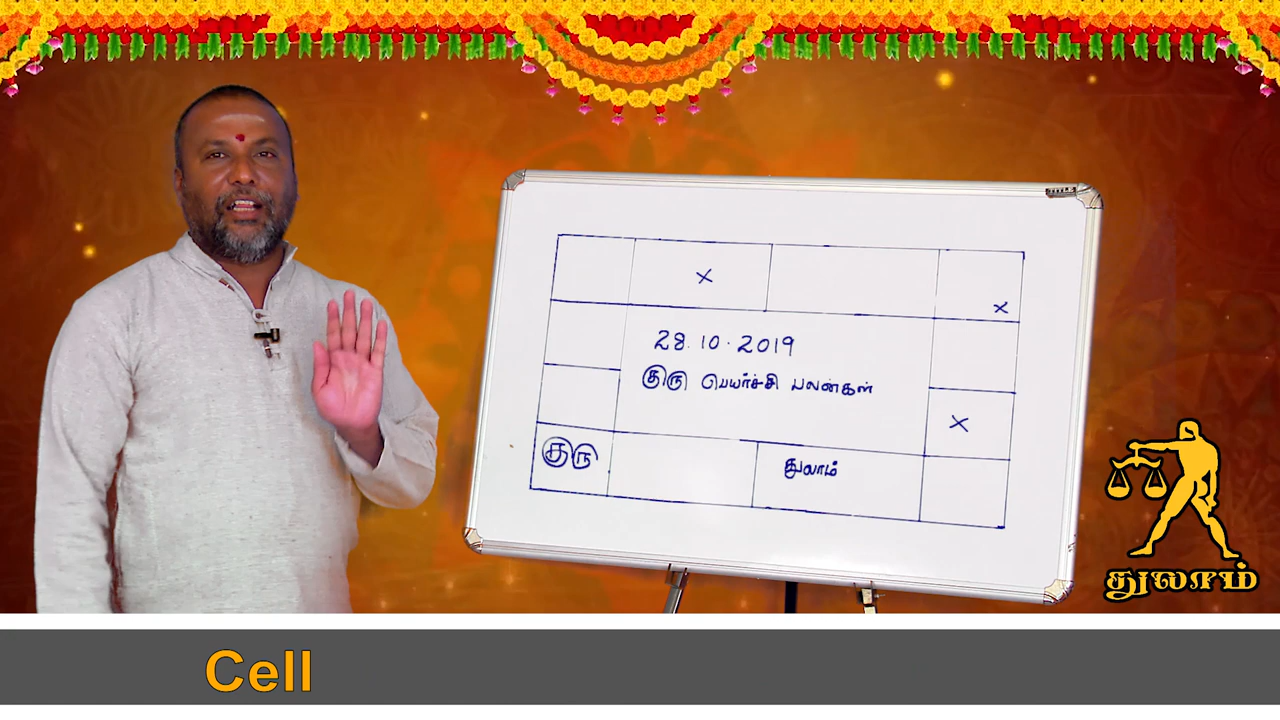 ×
×
28.10.2019
குரு பெயர்ச்சி பலன்கள்
×
குரு
துலாம்
துலாம்
Cell